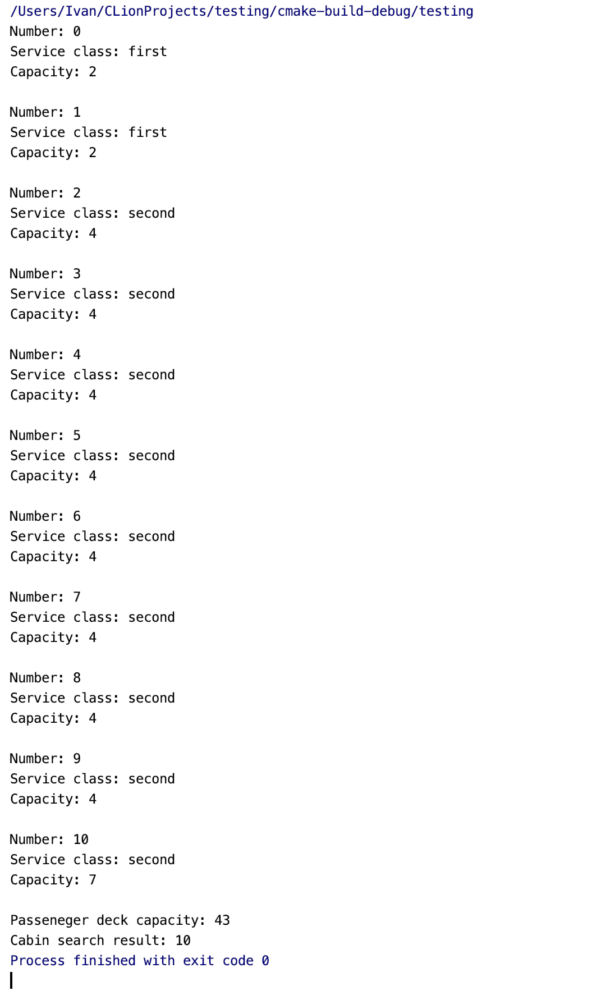 /Users/Ivan/CLionProjects/testing/cmake-build-debug/testing
Number: 0
Service class: first
Capacity: 2
Number: 1
Service class: first
Capacity: 2
Number: 2
Service class: second
Capacity: 4
Number: 3
Service class: second
Capacity: 4
Number: 4
Service class: second
Capacity: 4
Number: 5
Service class: second
Capacity: 4
Number: 6
Service class: second
Capacity: 4
Number: 7
Service class: second
Capacity: 4
Number: 8
Service class: second
Capacity: 4
Number: 9
Service class: second
Capacity: 4
Number: 10
Service class: second
Capacity: 7
Passeneger deck capacity: 43
Cabin search result: 10
Process finished with exit code 0